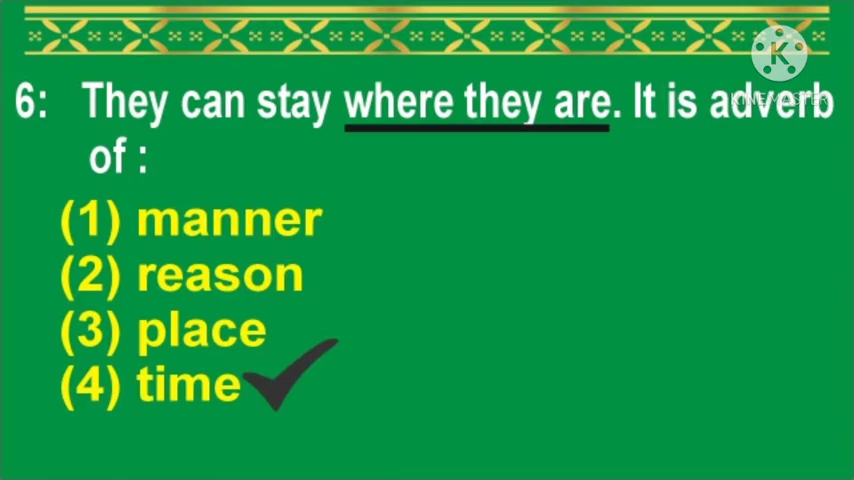 K
KINEMASTER
6: They can stay where they are. It is adverb
of :
(1) manner
(2) reason
(3) place
(4) time